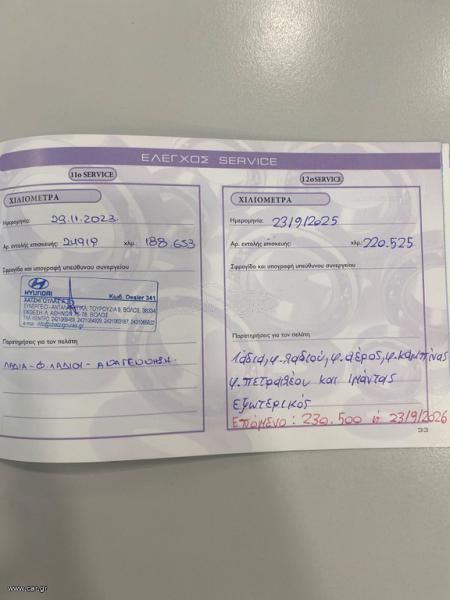 ΕΛΕΓΧΟΣ SERVICE
11ο SERVICE
ΧΙΛΙΟΜΕΤΡΑ
Ημερομηνία: 29.11.2023
Αρ. εντολής επισκευής: 24919 χλμ.: 188.653
Σφραγίδα και υπογραφή υπεύθυνου συνεργείου
HYUNDAI
Κωδ. Dealer 341
Παρατηρήσεις για τον πελάτη
ΛΑΔΙΑ - Φ. ΛΑΔΙΟΥ -
12ο SERVICE
ΧΙΛΙΟΜΕΤΡΑ
Ημερομηνία: 23/9/2025
Αρ. εντολής επισκευής: χλμ.: 220.525
Σφραγίδα και υπογραφή υπεύθυνου συνεργείου
Παρατηρήσεις για τον πελάτη
Λάδια, φ. λαδιού, φ. αέρος, φ. καμπίνας
φ. πετρελαίου και ιμάντας
εξωτερικός
Επόμενο: 230.500 ή 23/9/2026
33
www.car.gr